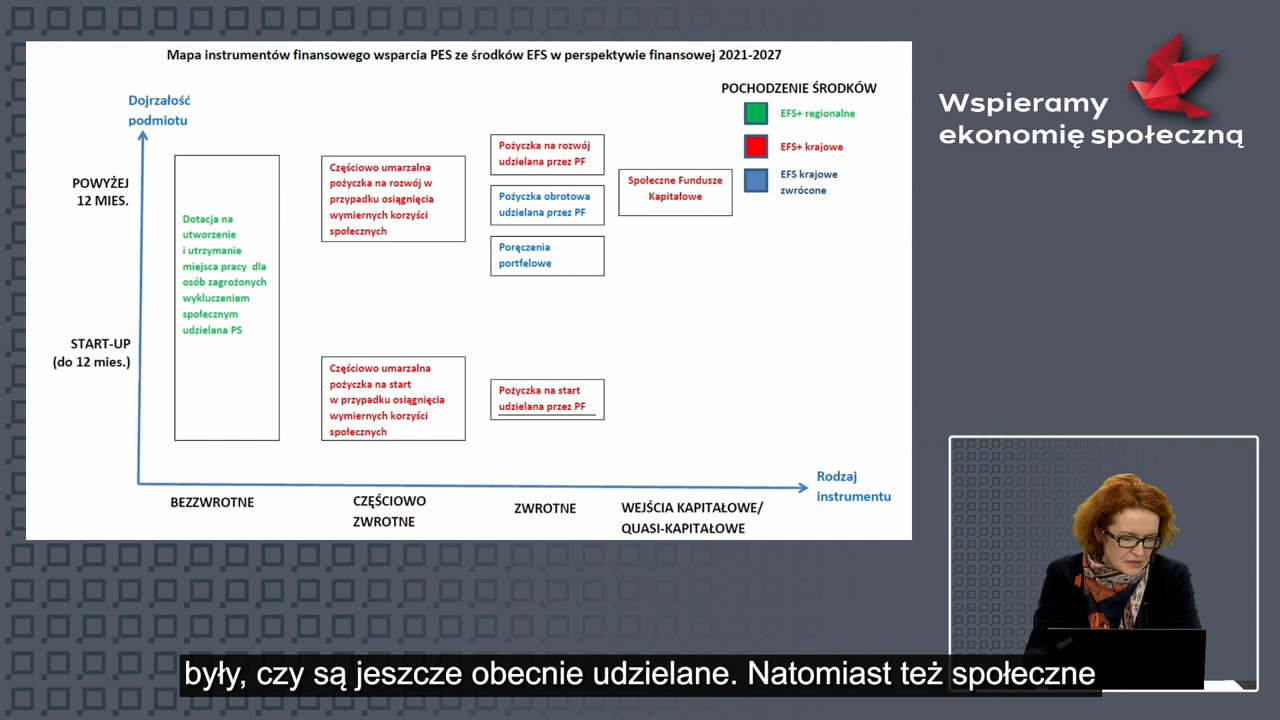 Mapa instrumentów finansowego wsparcia PES ze środków EFS w perspektywie finansowej 2021-2027
POCHODZENIE ŚRODKÓW
EFS+ regionalne
EFS+ krajowe
EFS krajowe
zwrócone
Wspieramy
ekonomię społeczną
Dojrzałość
podmiotu
POWYŻEJ
12 MIES.
START-UP
(do 12 mies.)
Dotacja na
utworzenie
i utrzymanie
miejsca pracy dla
osób zagrożonych
wykluczeniem
społecznym
udzielana PS
Częściowo umarzalna
pożyczka na rozwój w
przypadku osiągnięcia
wymiernych korzyści
społecznych
Pożyczka na rozwój
udzielana przez PF
Pożyczka obrotowa
udzielana przez PF
Poręczenia
portfelowe
Społeczne Fundusze
Kapitałowe
Częściowo umarzalna
pożyczka na start
w przypadku osiągnięcia
wymiernych korzyści
społecznych
Pożyczka na start
udzielana przez PF
Rodzaj
instrumentu
BEZZWROTNE
CZĘŚCIOWO
ZWROTNE
ZWROTNE
WEJŚCIA KAPITAŁOWE/
QUASI-KAPITAŁOWE
były, czy są jeszcze obecnie udzielane. Natomiast też społeczne